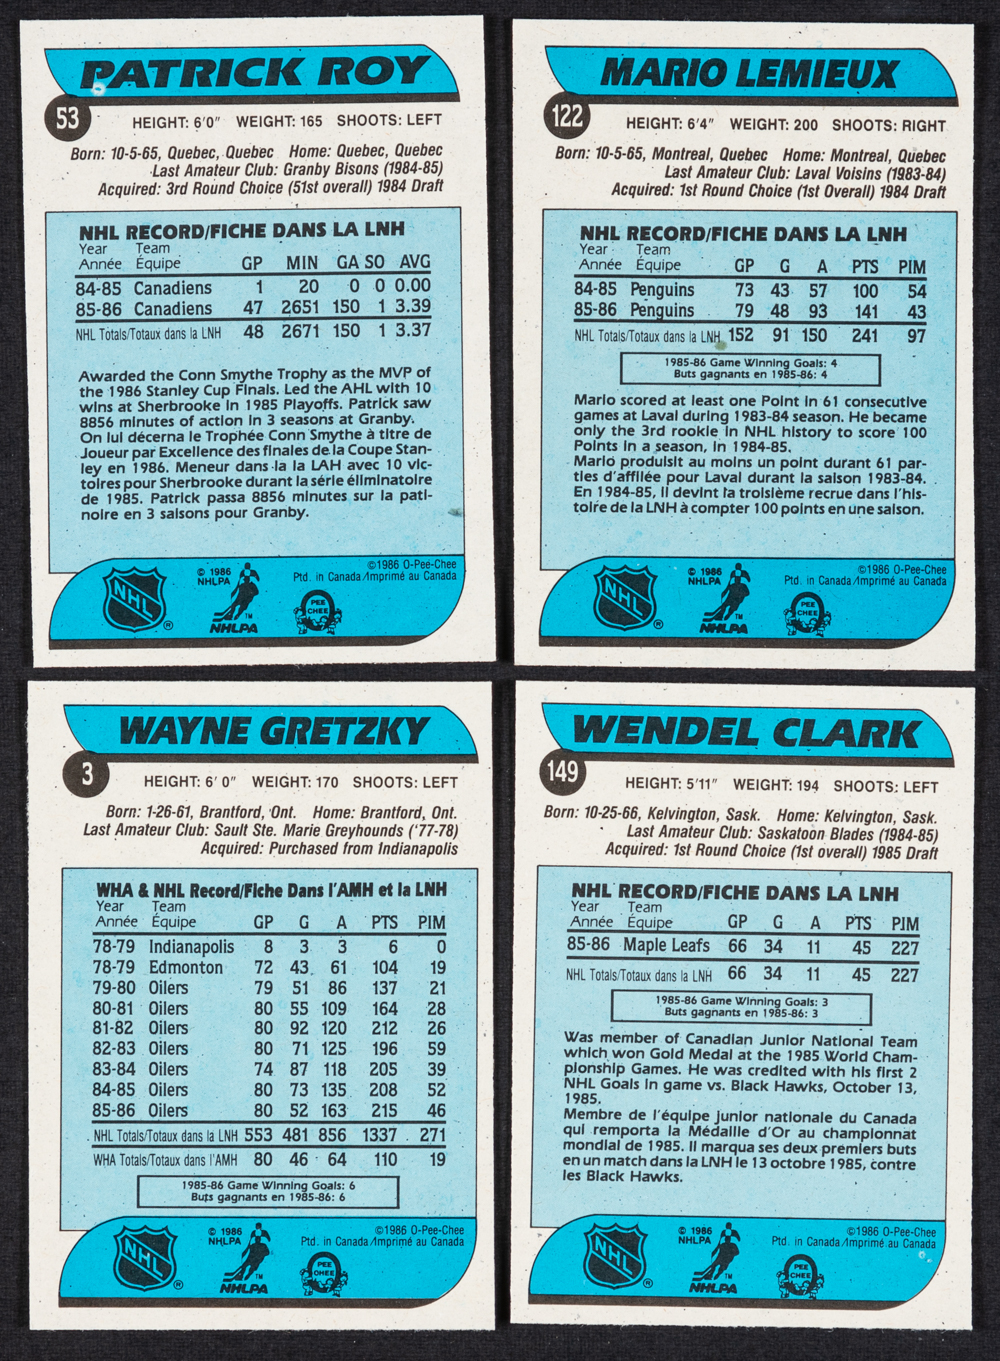 PATRICK ROY
53
HEIGHT: 6'0" WEIGHT: 165 SHOOTS: LEFT
Born: 10-5-65, Quebec, Quebec Home: Quebec, Quebec
Last Amateur Club: Granby Bisons (1984-85)
Acquired: 3rd Round Choice (51st overall) 1984 Draft
NHL RECORD/FICHE DANS LA LNH
Year Team
Année Équipe GP MIN GA SO AVG
84-85 Canadiens 1 20 0 0 0.00
85-86 Canadiens 47 2651 150 1 3.39
NHL Totals/Totaux dans la LNH 48 2671 150 1 3.37
Awarded the Conn Smythe Trophy as the MVP of
the 1986 Stanley Cup Finals. Led the AHL with 10
wins at Sherbrooke in 1985 Playoffs. Patrick saw
8856 minutes of action in 3 seasons at Granby.
On lui décerna le Trophée Conn Smythe à titre de
Joueur par Excellence des finales de la Coupe Stan-
ley en 1986. Meneur dans la la LAH avec 10 vic-
toires pour Sherbrooke durant la série éliminatoire
de 1985. Patrick passa 8856 minutes sur la pati-
noire en 3 saisons pour Granby.
NHL
®
© 1986
NHLPA
TM
NHLPA
PEE
CHEE
©1986 O-Pee-Chee
Ptd. in Canada/Imprimé au Canada
MARIO LEMIEUX
122
HEIGHT: 6'4" WEIGHT: 200 SHOOTS: RIGHT
Born: 10-5-65, Montreal, Quebec Home: Montreal, Quebec
Last Amateur Club: Laval Voisins (1983-84)
Acquired: 1st Round Choice (1st Overall) 1984 Draft
NHL RECORD/FICHE DANS LA LNH
Year Team
Année Équipe GP G A PTS PIM
84-85 Penguins 73 43 57 100 54
85-86 Penguins 79 48 93 141 43
NHL Totals/Totaux dans la LNH 152 91 150 241 97
1985-86 Game Winning Goals: 4
Buts gagnants en 1985-86: 4
Mario scored at least one Point in 61 consecutive
games at Laval during 1983-84 season. He became
only the 3rd rookie in NHL history to score 100
Points in a season, in 1984-85.
Mario produisit au moins un point durant 61 par-
ties d'affilée pour Laval durant la saison 1983-84.
En 1984-85, il devint la troisième recrue dans l'his-
toire de la LNH à compter 100 points en une saison.
NHL
®
© 1986
NHLPA
TM
NHLPA
PEE
CHEE
©1986 O-Pee-Chee
Ptd. in Canada/Imprimé au Canada
WAYNE GRETZKY
3
HEIGHT: 6' 0" WEIGHT: 170 SHOOTS: LEFT
Born: 1-26-61, Brantford, Ont. Home: Brantford, Ont.
Last Amateur Club: Sault Ste. Marie Greyhounds ('77-78)
Acquired: Purchased from Indianapolis
WHA & NHL Record/Fiche Dans l'AMH et la LNH
Year Team
Année Équipe GP G A PTS PIM
78-79 Indianapolis 8 3 3 6 0
78-79 Edmonton 72 43 61 104 19
79-80 Oilers 79 51 86 137 21
80-81 Oilers 80 55 109 164 28
81-82 Oilers 80 92 120 212 26
82-83 Oilers 80 71 125 196 59
83-84 Oilers 74 87 118 205 39
84-85 Oilers 80 73 135 208 52
85-86 Oilers 80 52 163 215 46
NHL Totals/Totaux dans la LNH 553 481 856 1337 271
WHA Totals/Totaux dans l'AMH 80 46 64 110 19
1985-86 Game Winning Goals: 6
Buts gagnants en 1985-86: 6
NHL
®
© 1986
NHLPA
TM
NHLPA
PEE
CHEE
©1986 O-Pee-Chee
Ptd. in Canada/Imprimé au Canada
WENDEL CLARK
149
HEIGHT: 5'11" WEIGHT: 194 SHOOTS: LEFT
Born: 10-25-66, Kelvington, Sask. Home: Kelvington, Sask.
Last Amateur Club: Saskatoon Blades (1984-85)
Acquired: 1st Round Choice (1st overall) 1985 Draft
NHL RECORD/FICHE DANS LA LNH
Year Team
Année Équipe GP G A PTS PIM
85-86 Maple Leafs 66 34 11 45 227
NHL Totals/Totaux dans la LNH 66 34 11 45 227
1985-86 Game Winning Goals: 3
Buts gagnants en 1985-86: 3
Was member of Canadian Junior National Team
which won Gold Medal at the 1985 World Cham-
pionship Games. He was credited with his first 2
NHL Goals in game vs. Black Hawks, October 13,
1985.
Membre de l'équipe junior nationale du Canada
qui remporta la Médaille d'Or au championnat
mondial de 1985. Il marqua ses deux premiers buts
en un match dans la LNH le 13 octobre 1985, contre
les Black Hawks.
NHL
®
© 1986
NHLPA
TM
NHLPA
PEE
CHEE
©1986 O-Pee-Chee
Ptd. in Canada/Imprimé au Canada